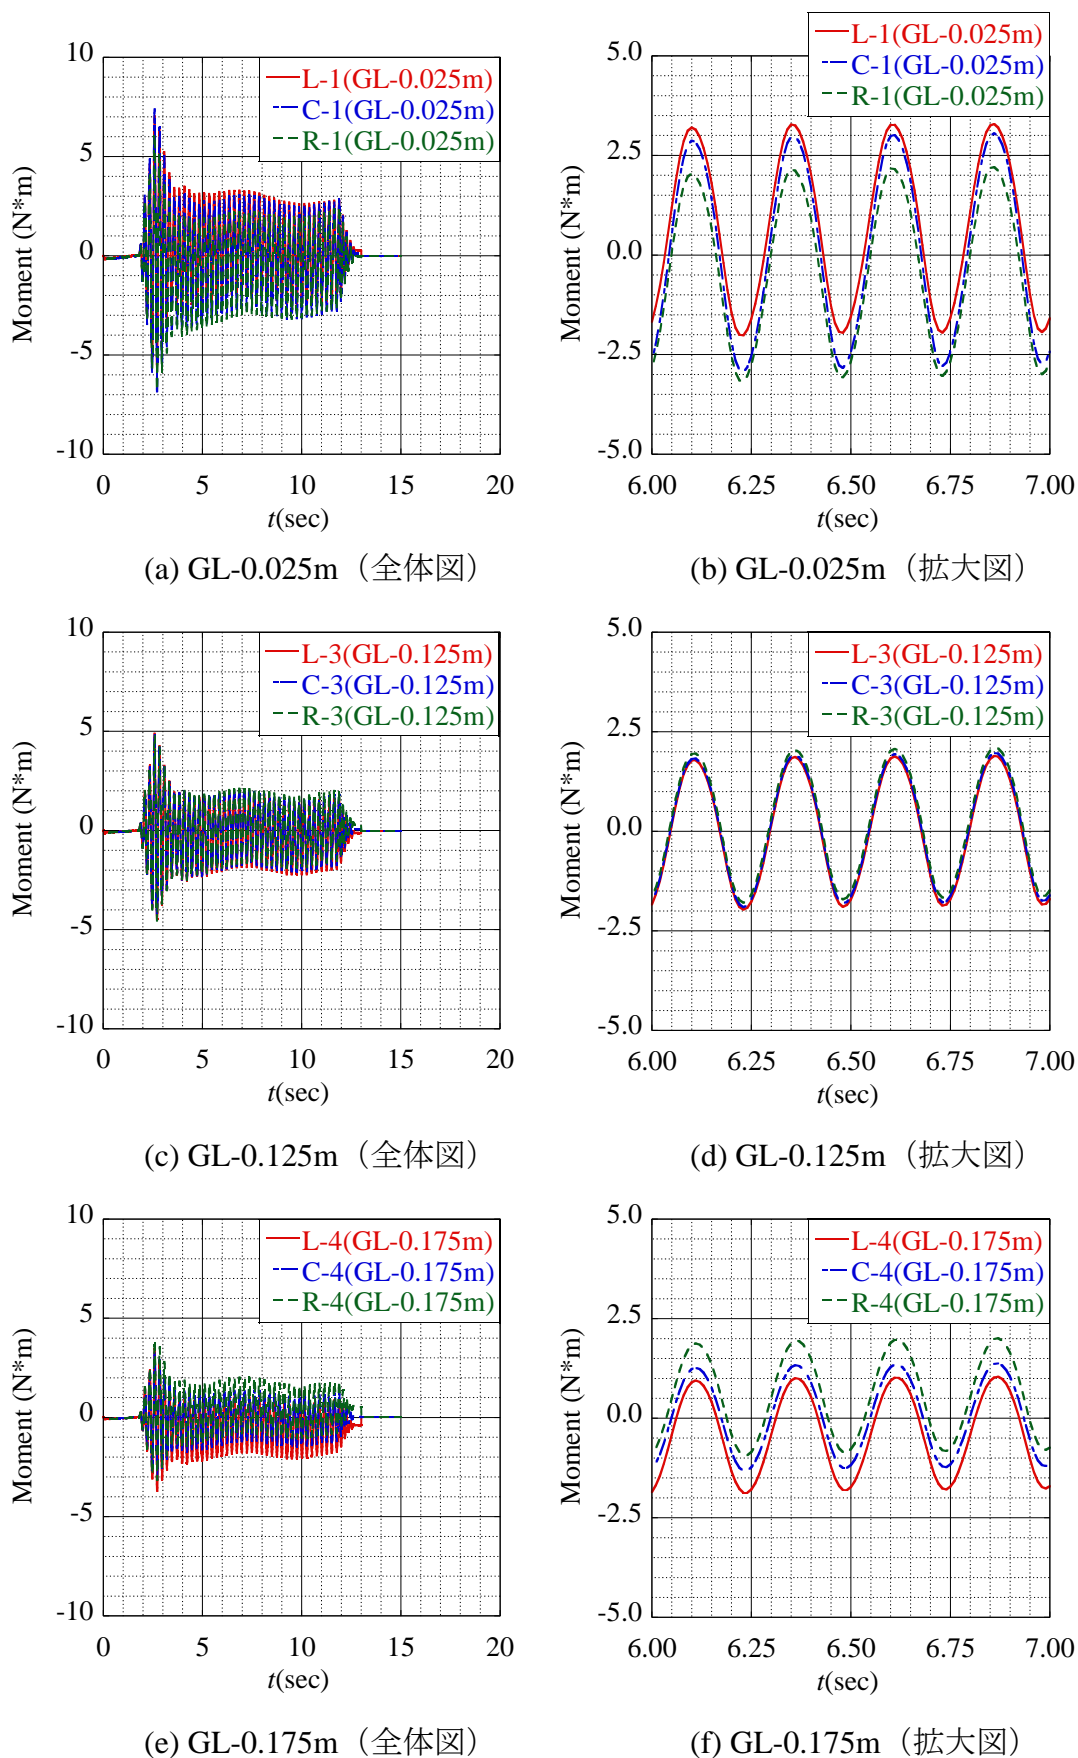 L-1(GL-0.025m)
C-1(GL-0.025m)
R-1(GL-0.025m)
10
5
0
-5
-10
Moment (N*m)
0 5 10 15 20
t(sec)
(a) GL-0.025m（全体図）
L-1(GL-0.025m)
C-1(GL-0.025m)
R-1(GL-0.025m)
5.0
2.5
0.0
-2.5
-5.0
Moment (N*m)
6.00 6.25 6.50 6.75 7.00
t(sec)
(b) GL-0.025m（拡大図）
L-3(GL-0.125m)
C-3(GL-0.125m)
R-3(GL-0.125m)
10
5
0
-5
-10
Moment (N*m)
0 5 10 15 20
t(sec)
(c) GL-0.125m（全体図）
L-3(GL-0.125m)
C-3(GL-0.125m)
R-3(GL-0.125m)
5.0
2.5
0.0
-2.5
-5.0
Moment (N*m)
6.00 6.25 6.50 6.75 7.00
t(sec)
(d) GL-0.125m（拡大図）
L-4(GL-0.175m)
C-4(GL-0.175m)
R-4(GL-0.175m)
10
5
0
-5
-10
Moment (N*m)
0 5 10 15 20
t(sec)
(e) GL-0.175m（全体図）
L-4(GL-0.175m)
C-4(GL-0.175m)
R-4(GL-0.175m)
5.0
2.5
0.0
-2.5
-5.0
Moment (N*m)
6.00 6.25 6.50 6.75 7.00
t(sec)
(f) GL-0.175m（拡大図）